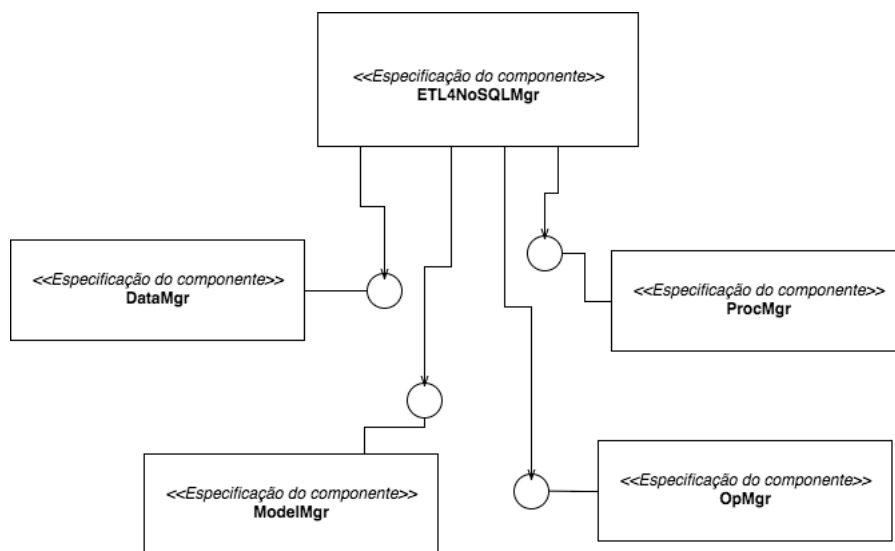 <<Especificação do componente>>
ETL4NoSQLMgr
<<Especificação do componente>>
DataMgr
<<Especificação do componente>>
ProcMgr
<<Especificação do componente>>
ModelMgr
<<Especificação do componente>>
OpMgr